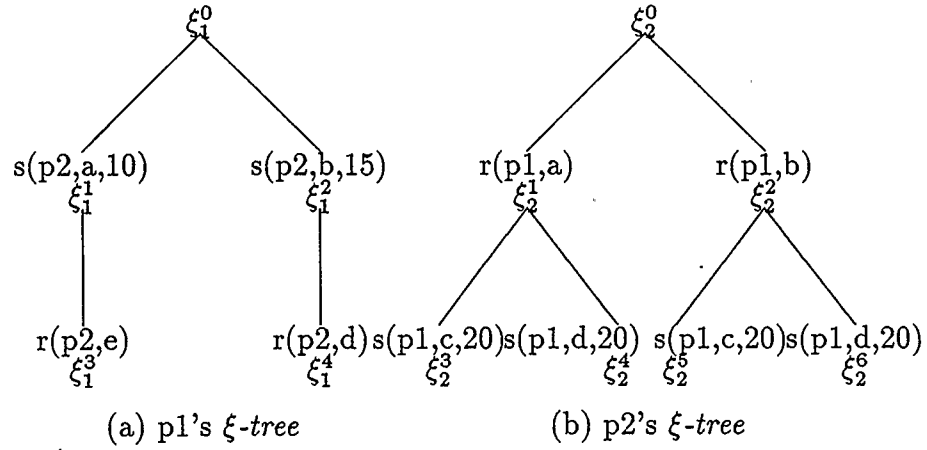 ξ₁⁰ ξ₂⁰
s(p2,a,10) s(p2,b,15) r(p1,a) r(p1,b)
ξ₁¹ ξ₁² ξ₂¹ ξ₂²
r(p2,e) r(p2,d) s(p1,c,20) s(p1,d,20) s(p1,c,20) s(p1,d,20)
ξ₁³ ξ₁⁴ ξ₂³ ξ₂⁴ ξ₂⁵ ξ₂⁶
(a) p1's ξ-tree (b) p2's ξ-tree